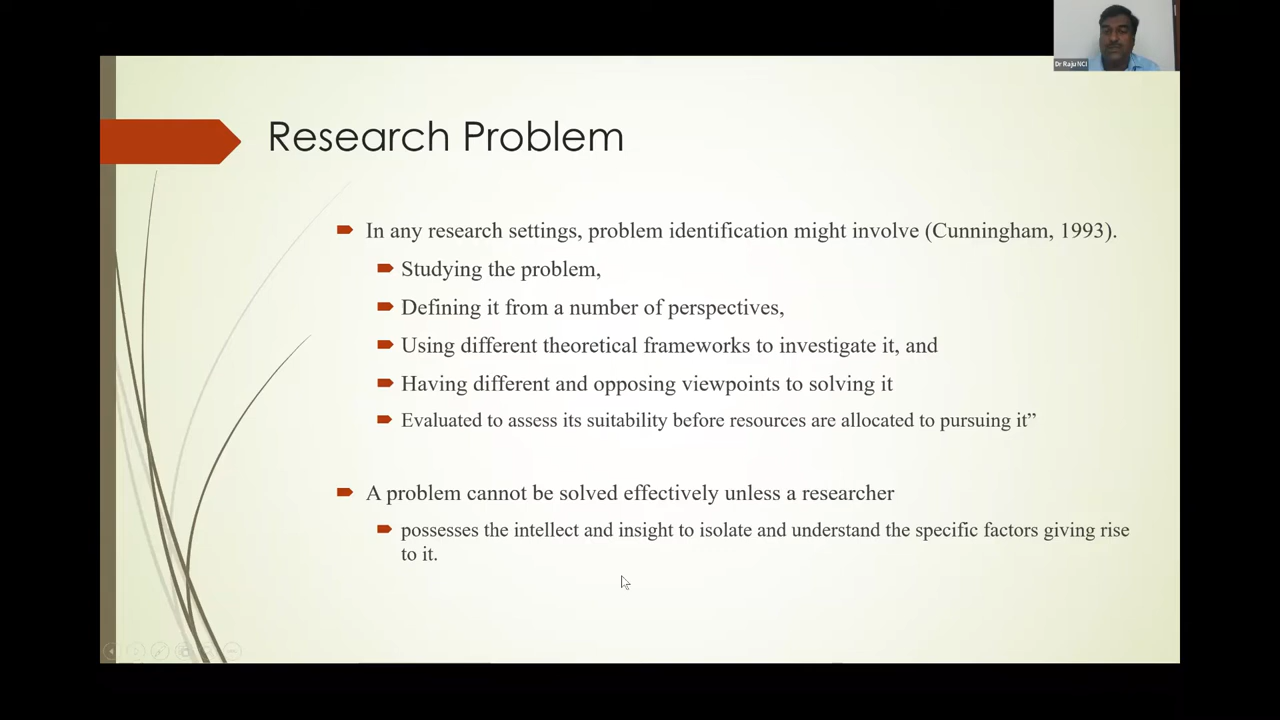 Dr Raju NCI
Research Problem
In any research settings, problem identification might involve (Cunningham, 1993).
Studying the problem,
Defining it from a number of perspectives,
Using different theoretical frameworks to investigate it, and
Having different and opposing viewpoints to solving it
Evaluated to assess its suitability before resources are allocated to pursuing it”
A problem cannot be solved effectively unless a researcher
possesses the intellect and insight to isolate and understand the specific factors giving rise
to it.